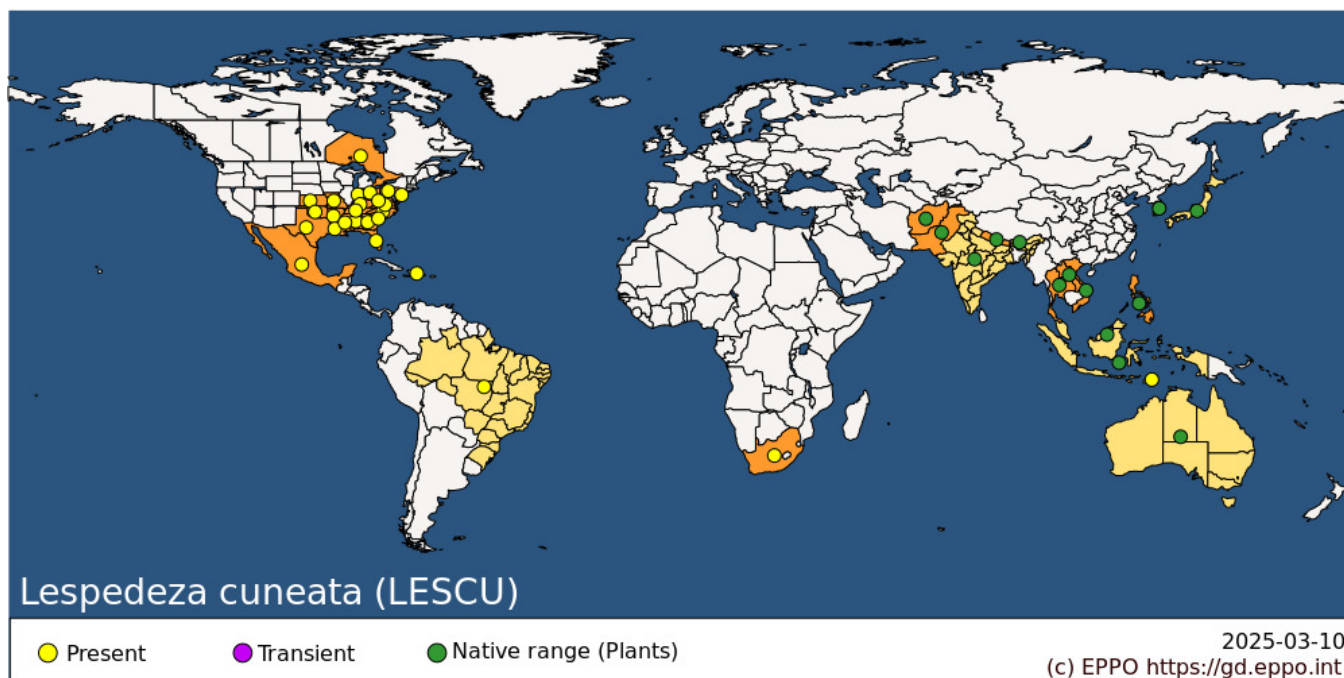 Lespedeza cuneata (LESCU)
Present
Transient
Native range (Plants)
2025-03-10
(c) EPPO https://gd.eppo.int